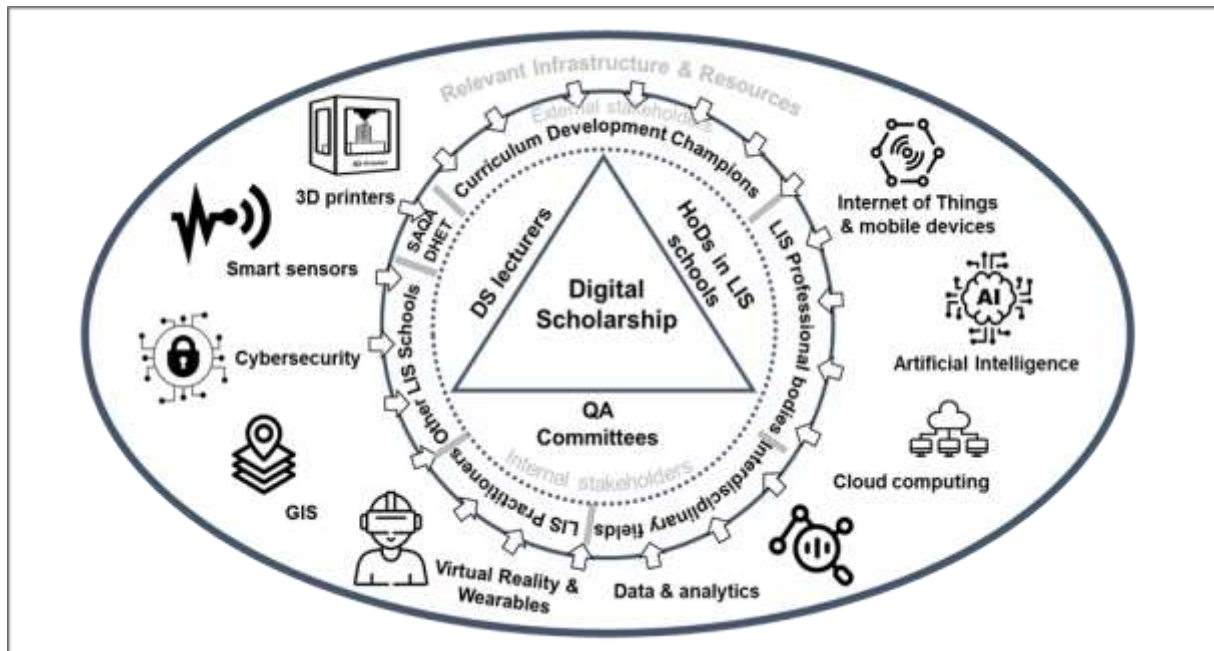 Relevant Infrastructure & Resources
External stakeholders
Curriculum Development Champions
3D printers
SAQA
DHET
Smart sensors
DS lecturers
HoDs in LIS
schools
LIS Professional bodies
Internet of Things
& mobile devices
Digital
Scholarship
AI
Artificial Intelligence
Cybersecurity
Other LIS Schools
QA
Committees
Internal stakeholders
LIS Practitioners
Interdisciplinary fields
Cloud computing
GIS
Virtual Reality &
Wearables
Data & analytics